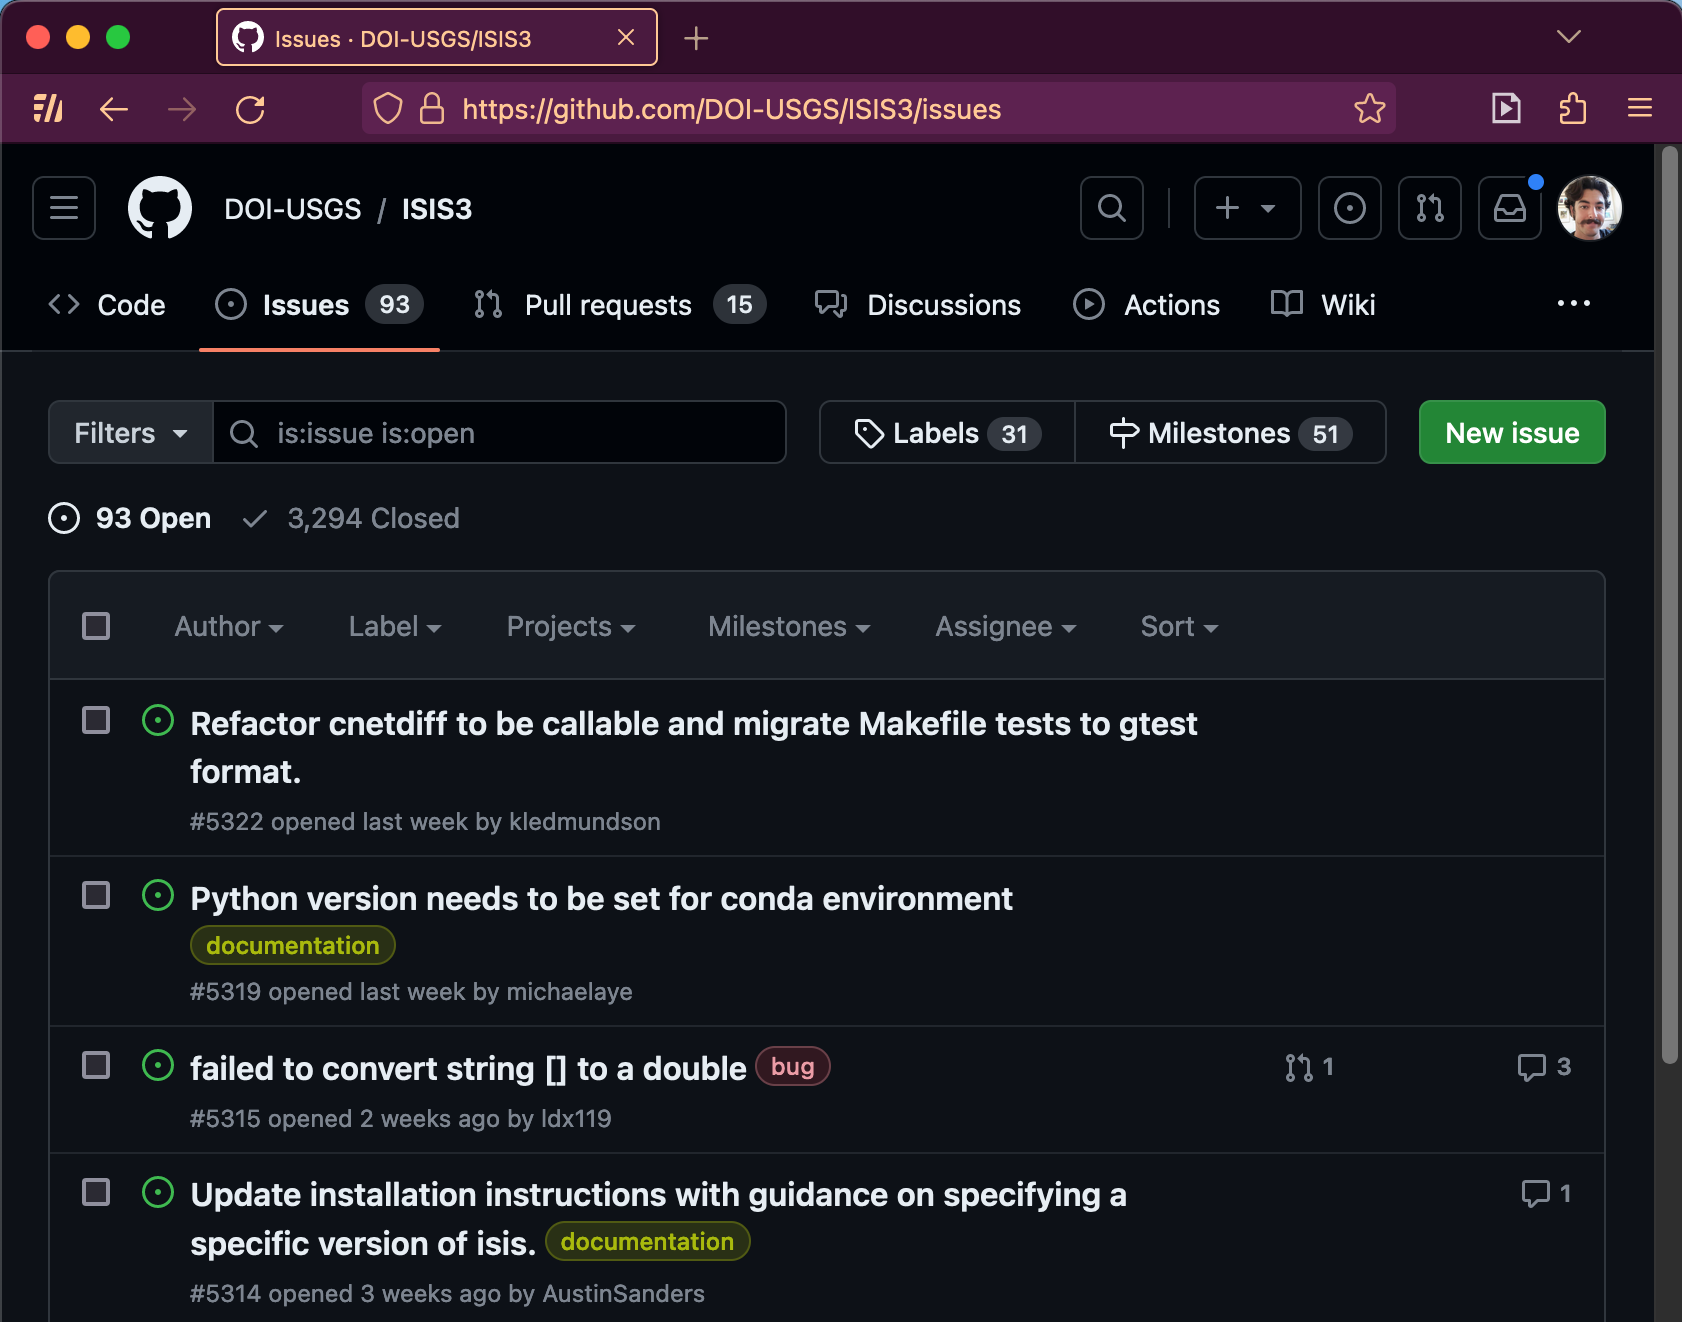 Issues · DOI-USGS/ISIS3
https://github.com/DOI-USGS/ISIS3/issues
DOI-USGS / ISIS3
Code Issues 93 Pull requests 15 Discussions Actions Wiki
Filters is:issue is:open Labels 31 Milestones 51 New issue
93 Open 3,294 Closed
Author Label Projects Milestones Assignee Sort
Refactor cnetdiff to be callable and migrate Makefile tests to gtest
format.
#5322 opened last week by kledmundson
Python version needs to be set for conda environment
documentation
#5319 opened last week by michaelaye
failed to convert string [] to a double bug 1 3
#5315 opened 2 weeks ago by ldx119
Update installation instructions with guidance on specifying a 1
specific version of isis. documentation
#5314 opened 3 weeks ago by AustinSanders